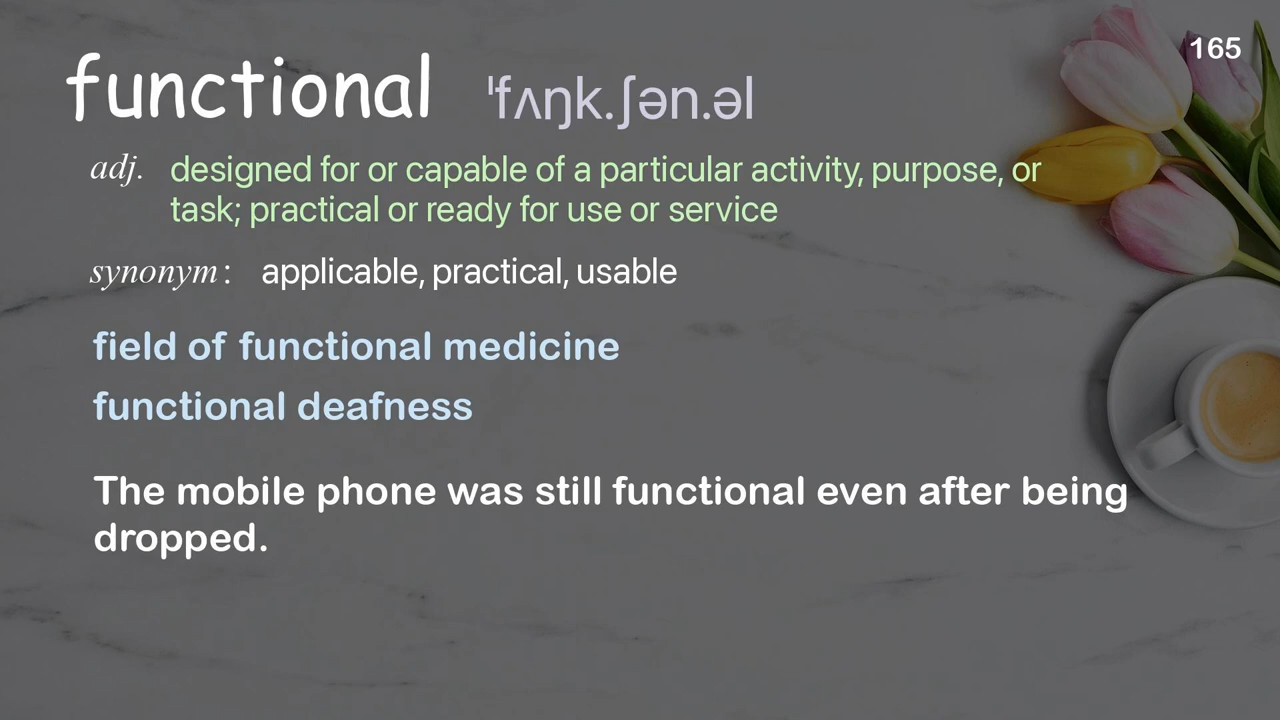 165
functional ˈfʌŋk.ʃən.əl
adj. designed for or capable of a particular activity, purpose, or
task; practical or ready for use or service
synonym: applicable, practical, usable
field of functional medicine
functional deafness
The mobile phone was still functional even after being
dropped.